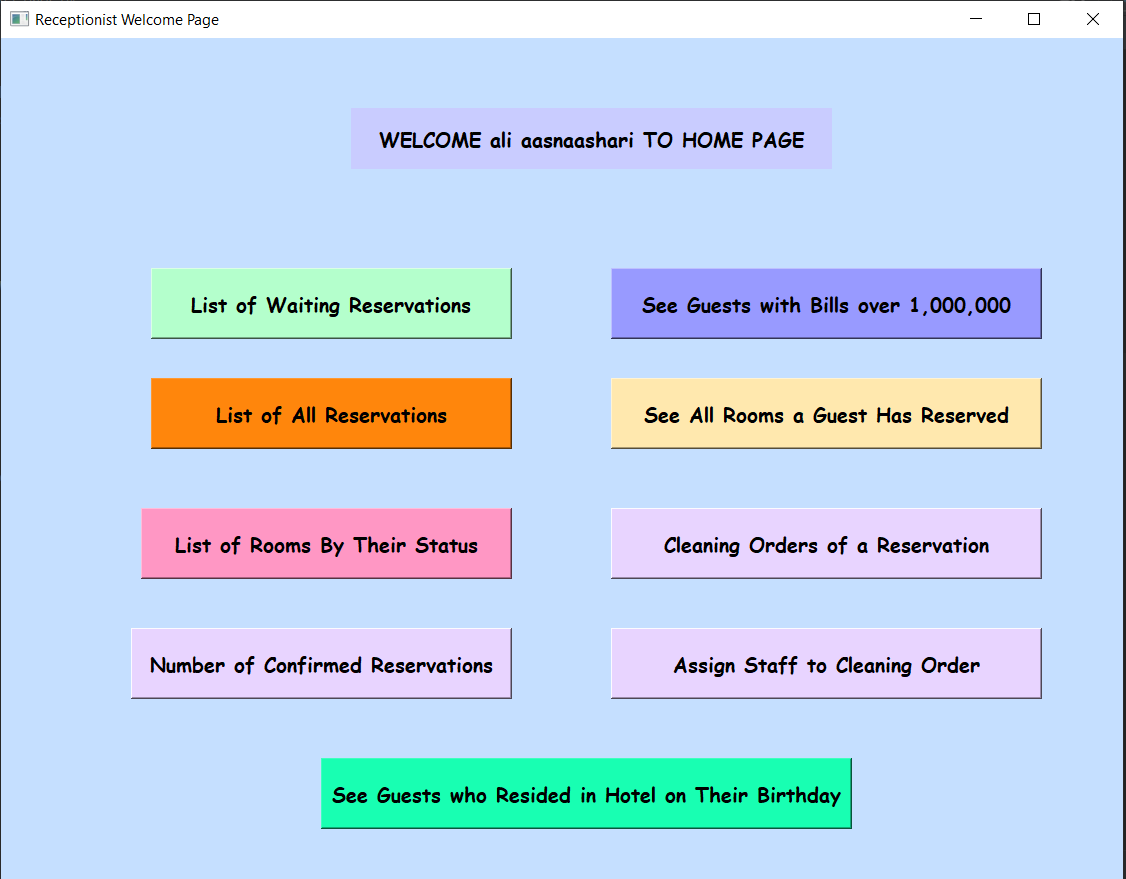 Receptionist Welcome Page
WELCOME ali aasnaashari TO HOME PAGE
List of Waiting Reservations
See Guests with Bills over 1,000,000
List of All Reservations
See All Rooms a Guest Has Reserved
List of Rooms By Their Status
Cleaning Orders of a Reservation
Number of Confirmed Reservations
Assign Staff to Cleaning Order
See Guests who Resided in Hotel on Their Birthday